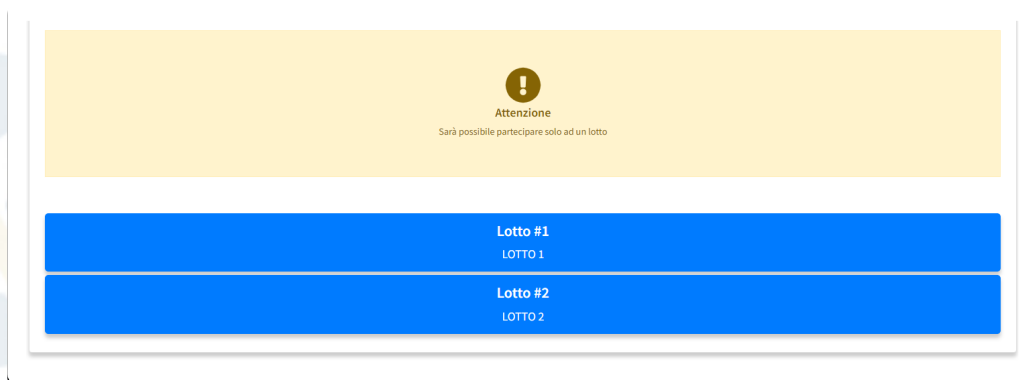 Attenzione
Sarà possibile partecipare solo ad un lotto
Lotto #1
LOTTO 1
Lotto #2
LOTTO 2